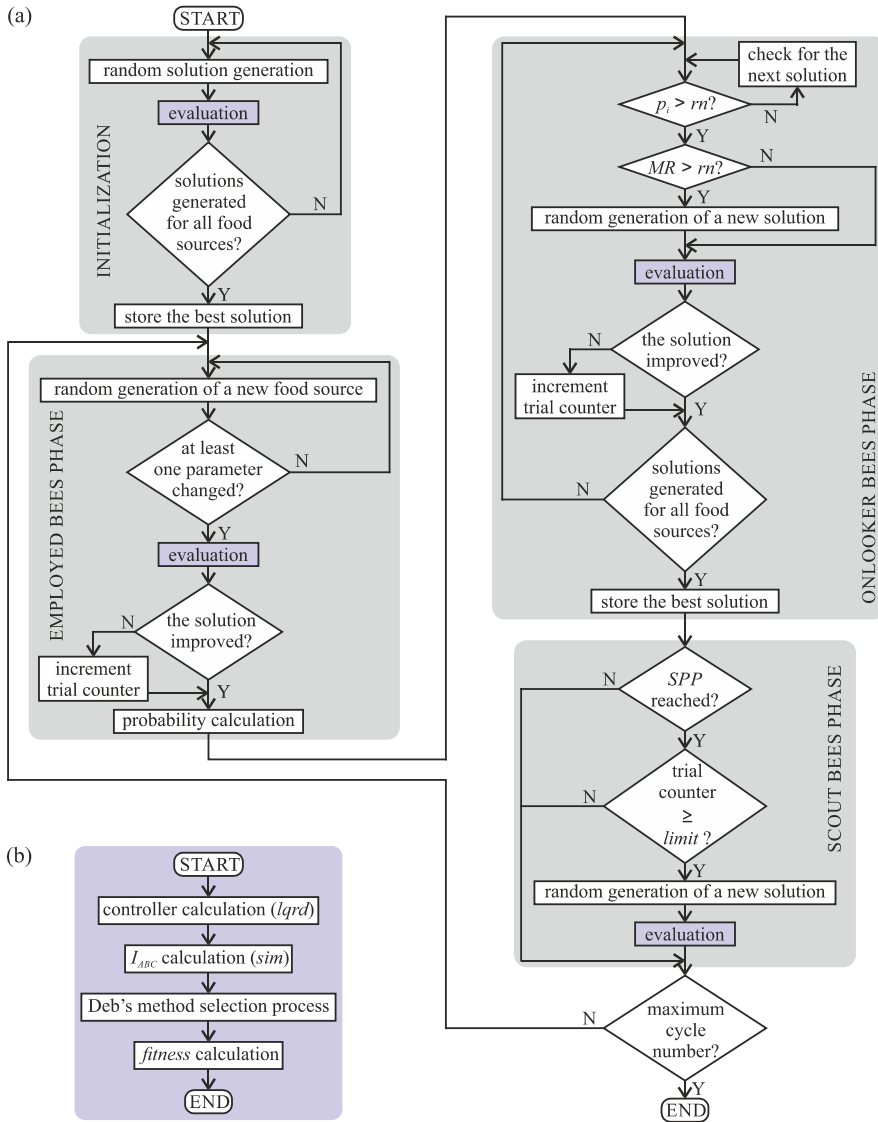 (a)
START
random solution generation
evaluation
solutions
generated
for all food
sources?
N
Y
store the best solution
INITIALIZATION
random generation of a new food source
at least
one parameter
changed?
N
Y
evaluation
the solution
improved?
N
increment
trial counter
Y
probability calculation
EMPLOYED BEES PHASE
check for the
next solution
p_i > rn?
N
Y
MR > rn?
N
Y
random generation of a new solution
evaluation
the solution
improved?
N
increment
trial counter
Y
solutions
generated
for all food
sources?
N
Y
store the best solution
ONLOOKER BEES PHASE
SPP
reached?
N
Y
trial
counter
≥
limit ?
N
Y
random generation of a new solution
evaluation
SCOUT BEES PHASE
maximum
cycle
number?
N
Y
END
(b)
START
controller calculation (lqrd)
I_ABC calculation (sim)
Deb's method selection process
fitness calculation
END